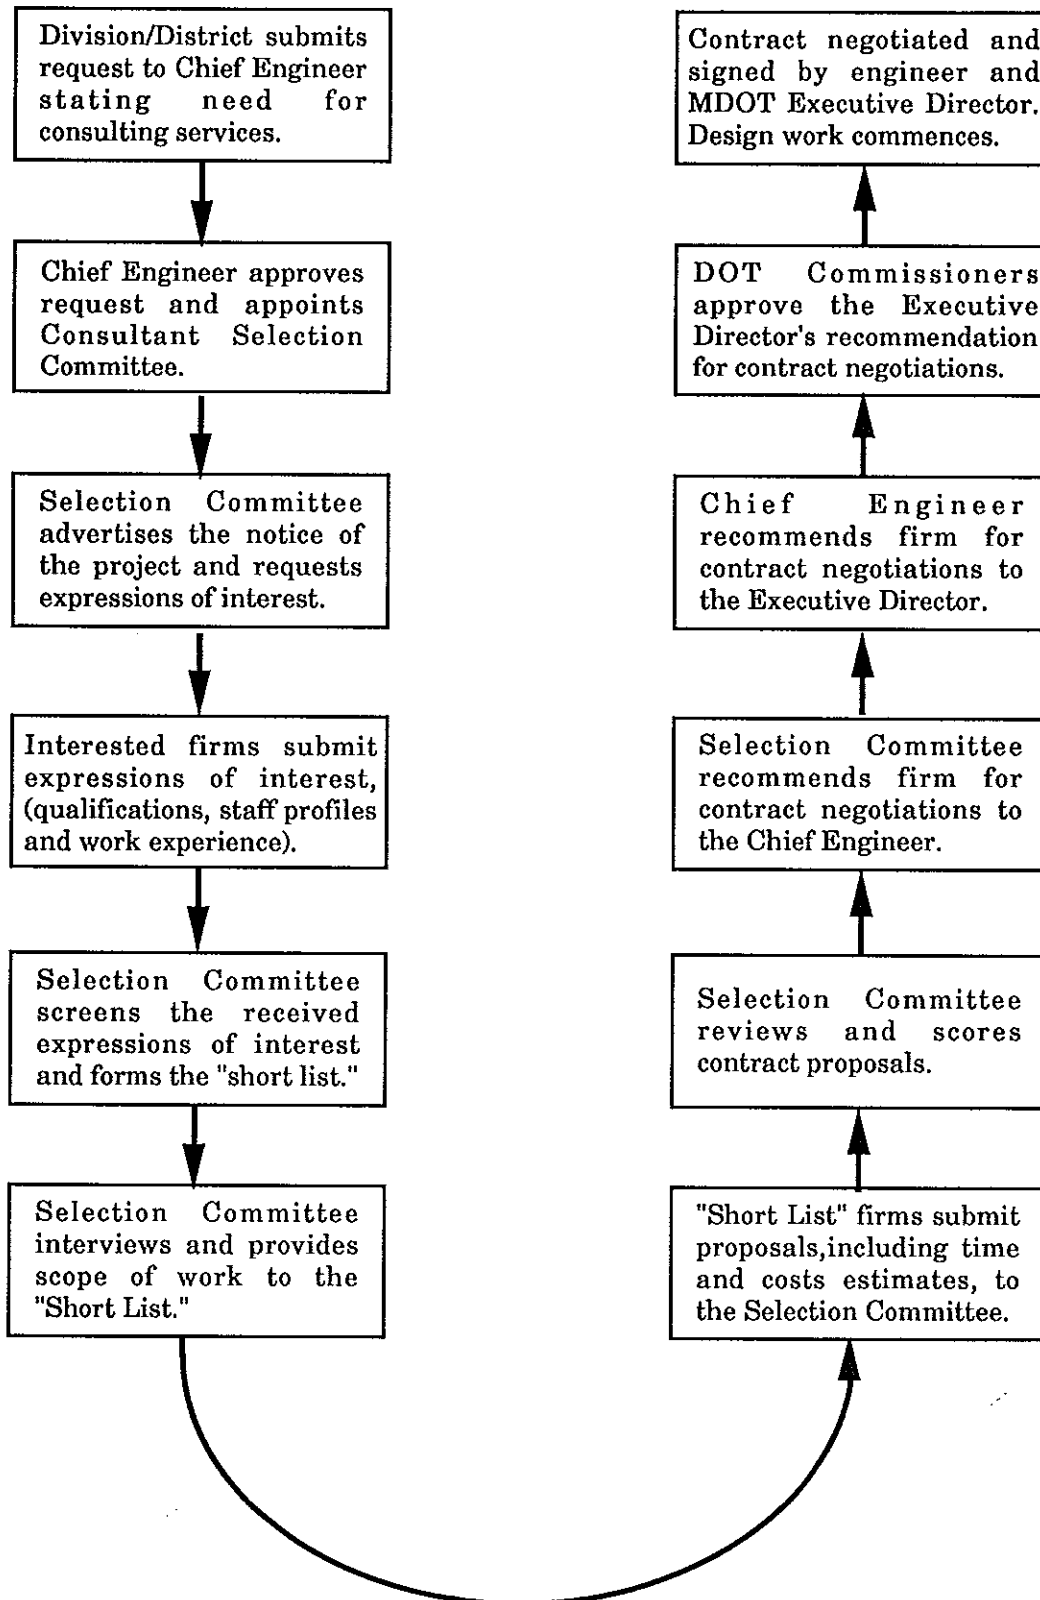 Division/District submits
request to Chief Engineer
stating need for
consulting services.
Chief Engineer approves
request and appoints
Consultant Selection
Committee.
Selection Committee
advertises the notice of
the project and requests
expressions of interest.
Interested firms submit
expressions of interest,
(qualifications, staff profiles
and work experience).
Selection Committee
screens the received
expressions of interest
and forms the "short list."
Selection Committee
interviews and provides
scope of work to the
"Short List."
"Short List" firms submit
proposals,including time
and costs estimates, to
the Selection Committee.
Selection Committee
reviews and scores
contract proposals.
Selection Committee
recommends firm for
contract negotiations to
the Chief Engineer.
Chief Engineer
recommends firm for
contract negotiations to
the Executive Director.
DOT Commissioners
approve the Executive
Director's recommendation
for contract negotiations.
Contract negotiated and
signed by engineer and
MDOT Executive Director.
Design work commences.